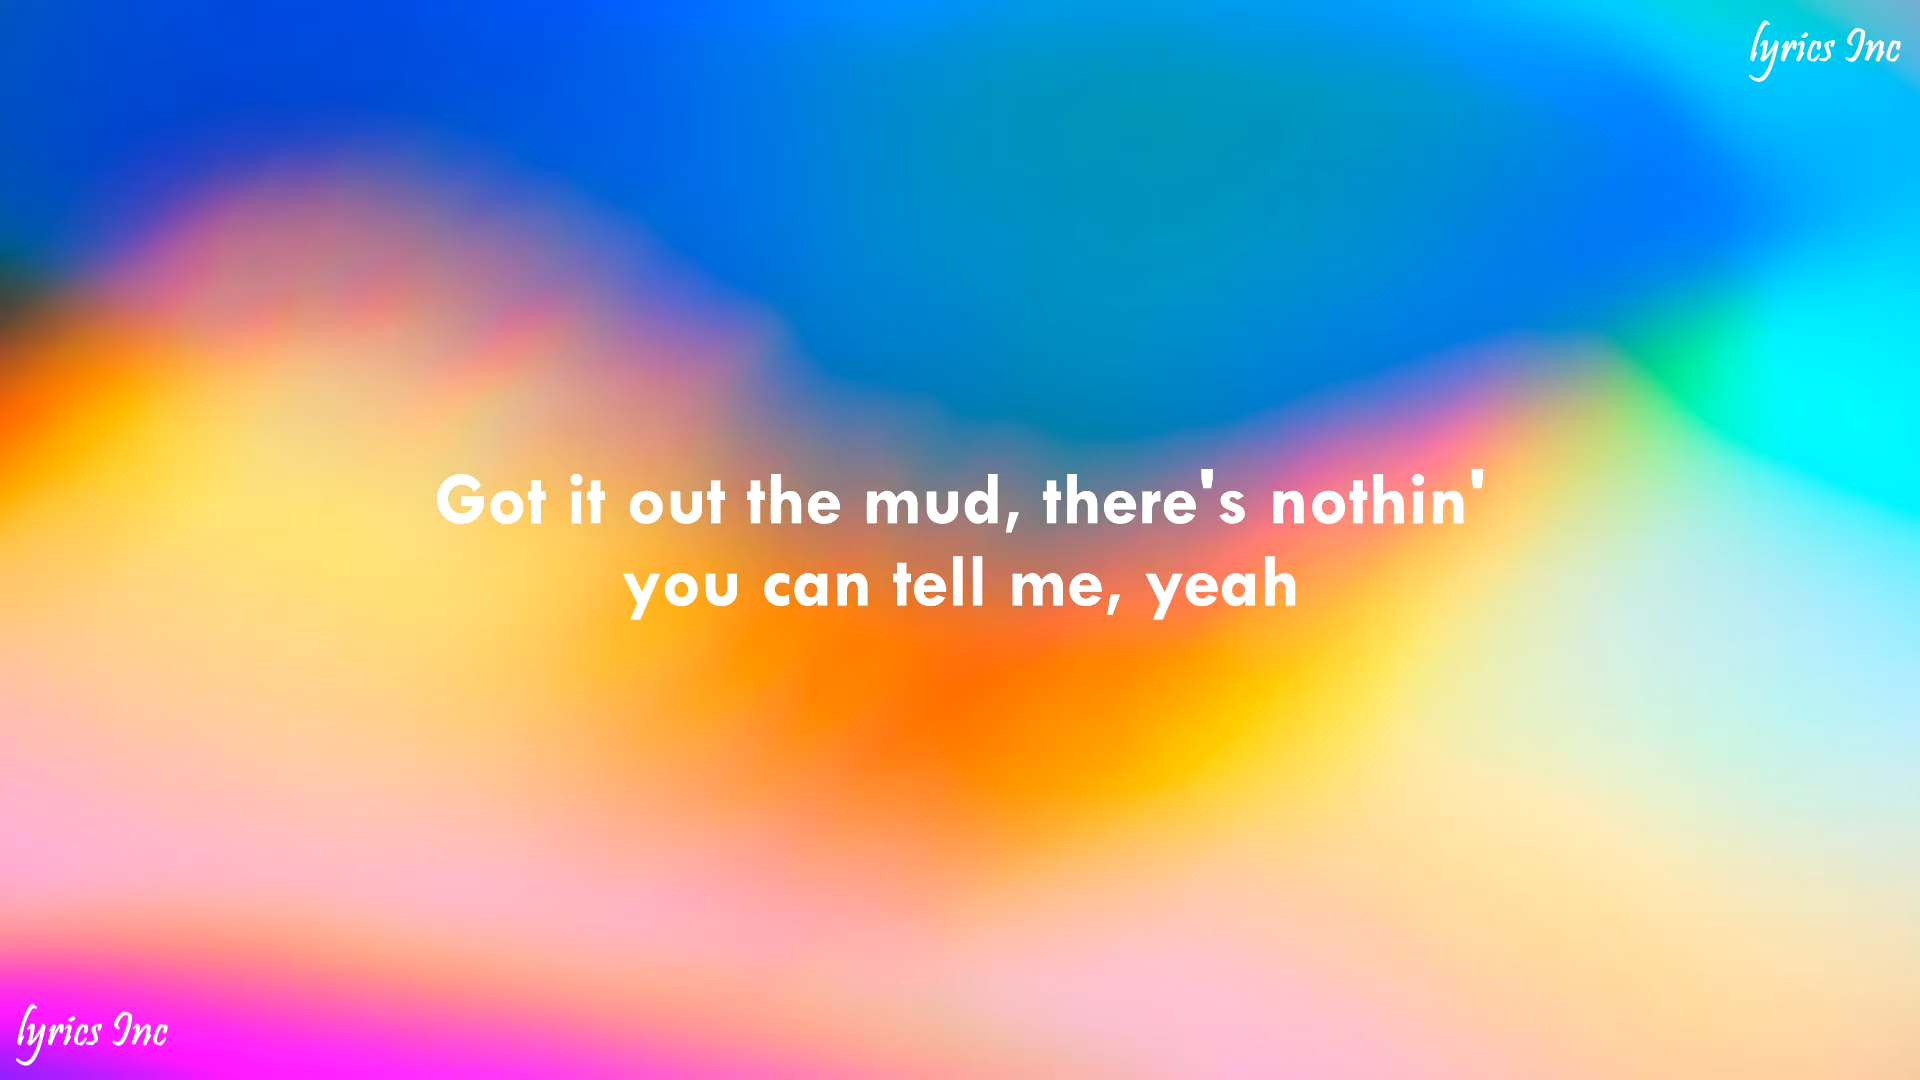 lyrics Inc
Got it out the mud, there's nothin'
you can tell me, yeah
lyrics Inc